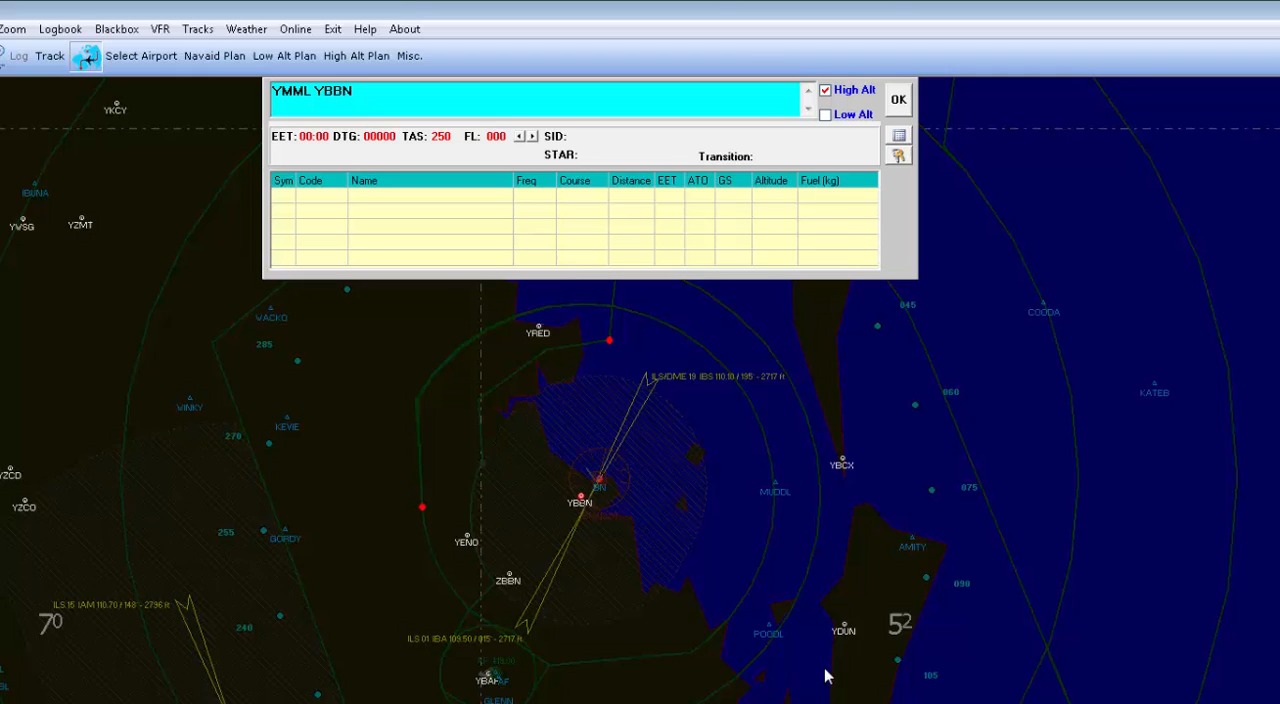 Zoom Logbook Blackbox VFR Tracks Weather Online Exit Help About
Log Track Select Airport Navaid Plan Low Alt Plan High Alt Plan Misc.
YMML YBBN
High Alt
OK
Low Alt
EET: 00:00 DTG: 00000 TAS: 250 FL: 000 SID:
STAR: Transition:
Sym Code Name Freq Course Distance EET ATO GS Altitude Fuel (kg)
YKCY
IBUNA
YWSG
YZMT
WACKO
285
045
COODA
YRED
ILS/DME 19 IBS 110.10 / 195° - 2717 ft
060
KATEB
WINKY
KEVIE
270
YZCO
YZCO
YBCX
075
BN
YBBN
MUDDL
255
GORDY
YENO
AMITY
ZBBN
090
ILS 15 IAM 110.70 / 148° - 2796 ft
70
240
ILS 01 IBA 109.50 / 015° - 2717 ft
POODL
YDUN
52
YBAF
AF
105
GLENN